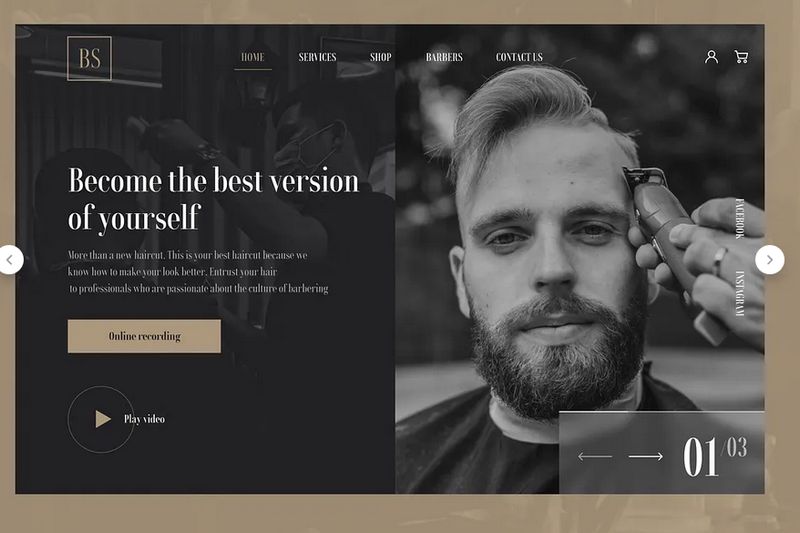 BS
HOME
SERVICES
SHOP
BARBERS
CONTACT US
Become the best version
of yourself
More than a new haircut. This is your best haircut because we
know how to make your look better. Entrust your hair
to professionals who are passionate about the culture of barbering
Online recording
Play video
FACEBOOK
INSTAGRAM
01/03